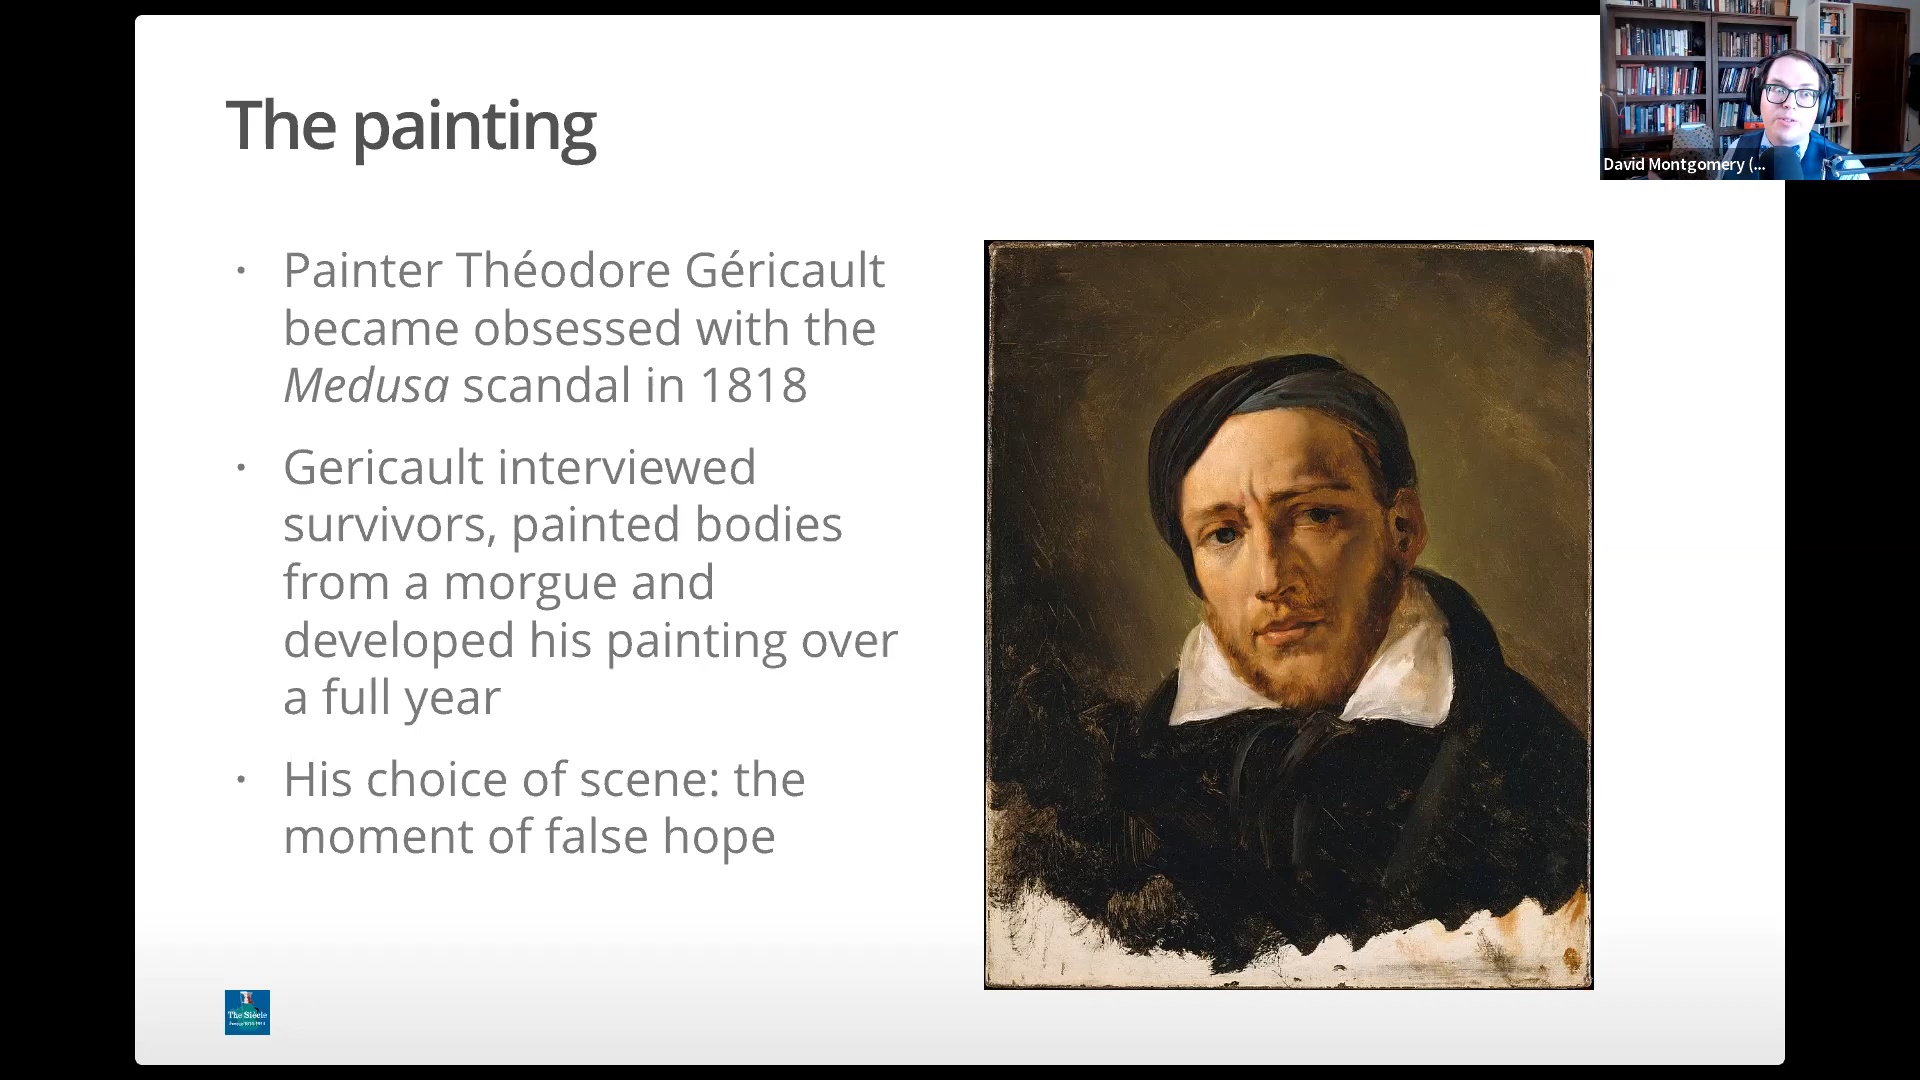 The painting
David Montgomery (...
· Painter Théodore Géricault
became obsessed with the
Medusa scandal in 1818
· Gericault interviewed
survivors, painted bodies
from a morgue and
developed his painting over
a full year
· His choice of scene: the
moment of false hope
The Siècle